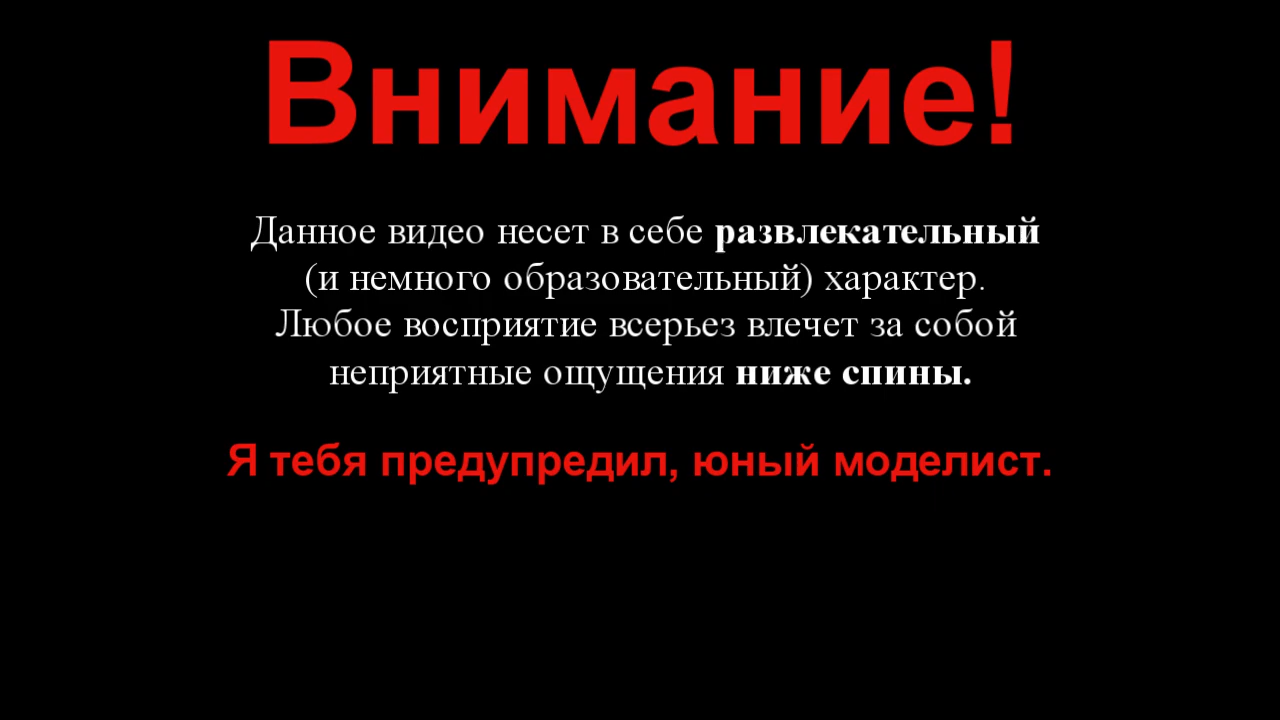 Внимание!
Данное видео несет в себе развлекательный
(и немного образовательный) характер.
Любое восприятие всерьез влечет за собой
неприятные ощущения ниже спины.
Я тебя предупредил, юный моделист.